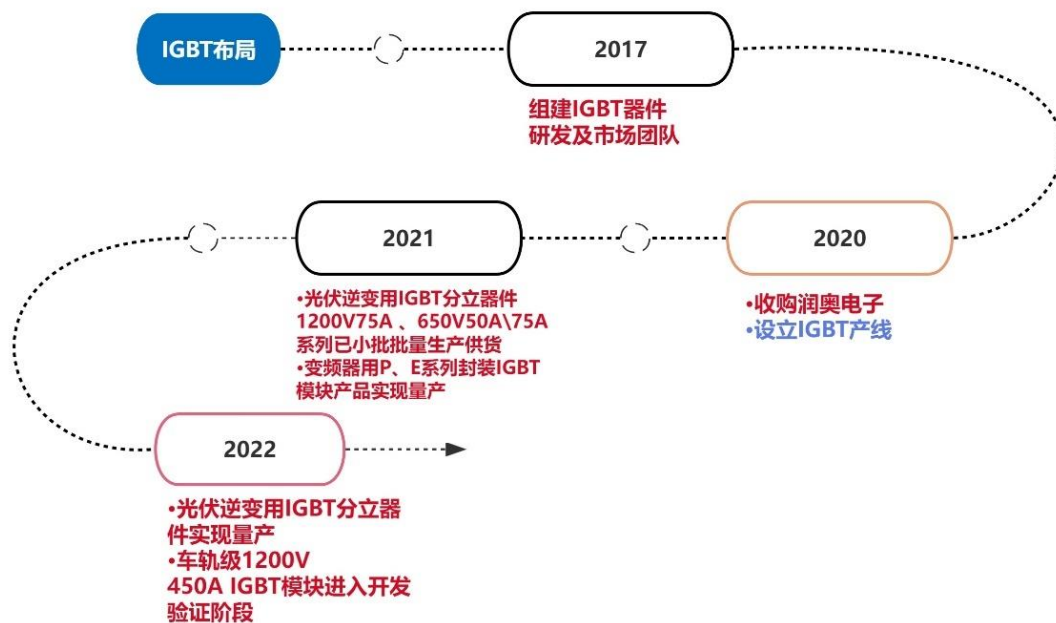 IGBT布局
2017
组建IGBT器件
研发及市场团队
2020
•收购润奥电子
•设立IGBT产线
2021
•光伏逆变用IGBT分立器件
1200V75A 、650V50A\75A
系列已小批批量生产供货
•变频器用P、E系列封装IGBT
模块产品实现量产
2022
•光伏逆变用IGBT分立器
件实现量产
•车轨级1200V
450A IGBT模块进入开发
验证阶段